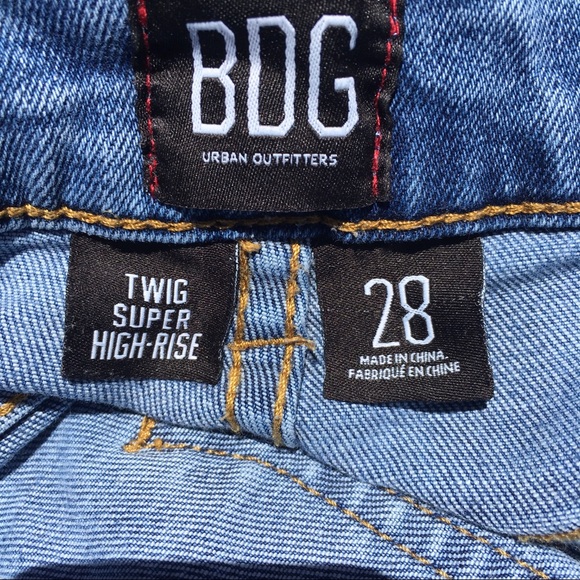 BDG
URBAN OUTFITTERS
TWIG
SUPER
HIGH-RISE
28
MADE IN CHINA.
FABRIQUÉ EN CHINE